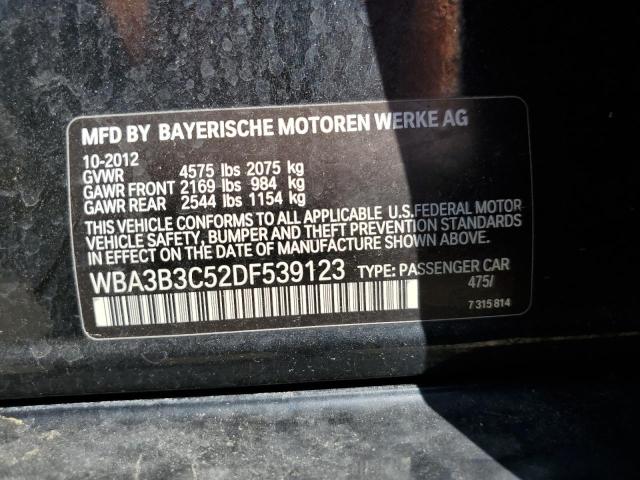 MFD BY BAYERISCHE MOTOREN WERKE AG
10-2012
GVWR 4575 lbs 2075 kg
GAWR FRONT 2169 lbs 984 kg
GAWR REAR 2544 lbs 1154 kg
THIS VEHICLE CONFORMS TO ALL APPLICABLE U.S.FEDERAL MOTOR
VEHICLE SAFETY, BUMPER AND THEFT PREVENTION STANDARDS
IN EFFECT ON THE DATE OF MANUFACTURE SHOWN ABOVE.
WBA3B3C52DF539123 TYPE: PASSENGER CAR
475/
7 315 814